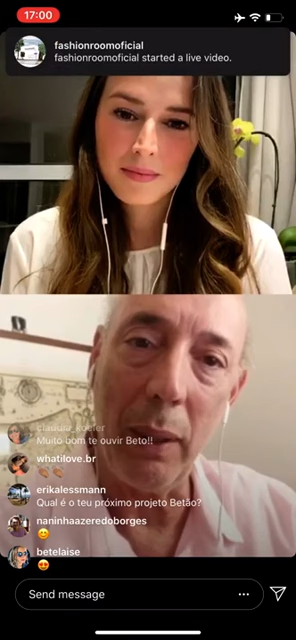 17:00
fashionroomoficial
fashionroomoficial started a live video.
Muito bom te ouvir Beto!!
whatilove.br
erikalessmann
Qual é o teu próximo projeto Betão?
naninhaazeredoborges
betelaise
Send message